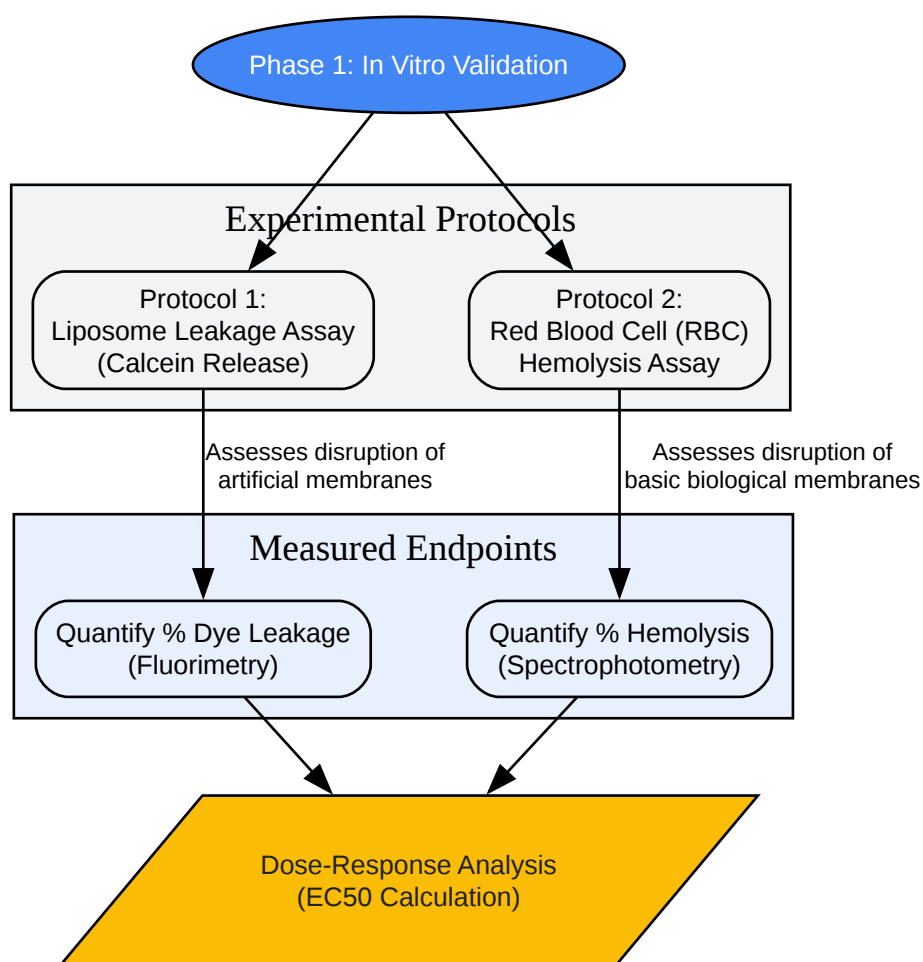 Phase 1: In Vitro Validation
Experimental Protocols
Protocol 1:
Liposome Leakage Assay
(Calcein Release)
Protocol 2:
Red Blood Cell (RBC)
Hemolysis Assay
Assesses disruption of
artificial membranes
Assesses disruption of
basic biological membranes
Measured Endpoints
Quantify % Dye Leakage
(Fluorimetry)
Quantify % Hemolysis
(Spectrophotometry)
Dose-Response Analysis
(EC50 Calculation)